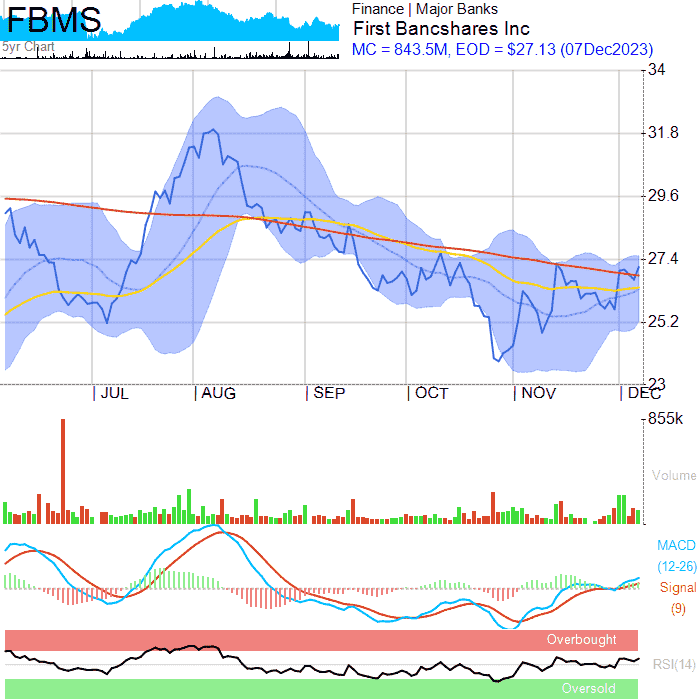 FBMS
5yr Chart
Finance | Major Banks
First Bancshares Inc
MC = 843.5M, EOD = $27.13 (07Dec2023)
34
31.8
29.6
27.4
25.2
23
JUL AUG SEP OCT NOV DEC
855k
Volume
MACD
(12-26)
Signal
(9)
Overbought
RSI(14)
Oversold